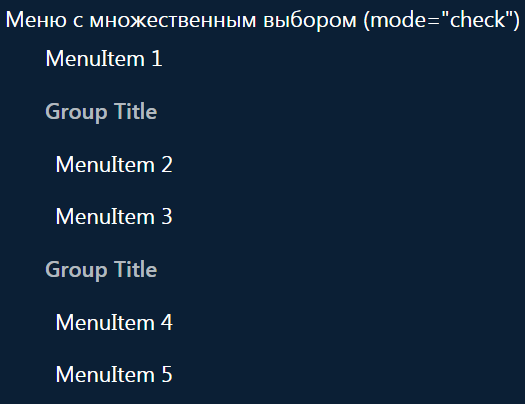 Меню с множественным выбором (mode="check")
MenuItem 1
Group Title
MenuItem 2
MenuItem 3
Group Title
MenuItem 4
MenuItem 5